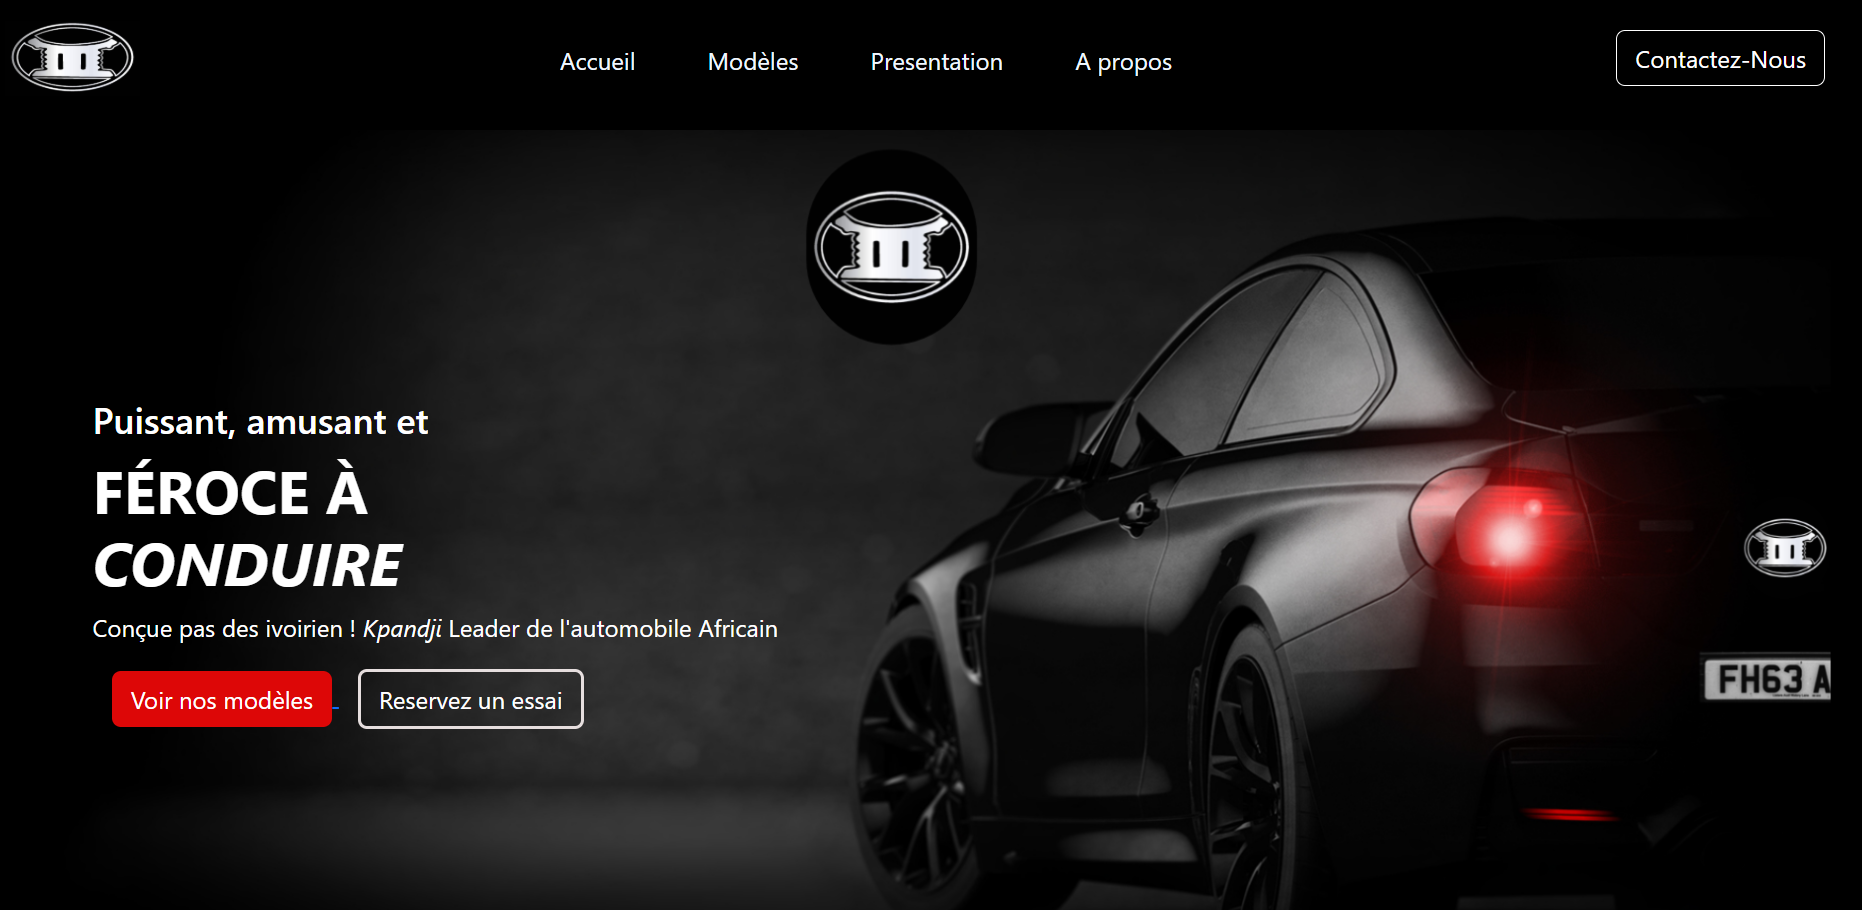 Accueil
Modèles
Presentation
A propos
Contactez-Nous
Puissant, amusant et
FÉROCE À
CONDUIRE
Conçue pas des ivoirien ! Kpandji Leader de l'automobile Africain
Voir nos modèles
Reservez un essai
FH63 A